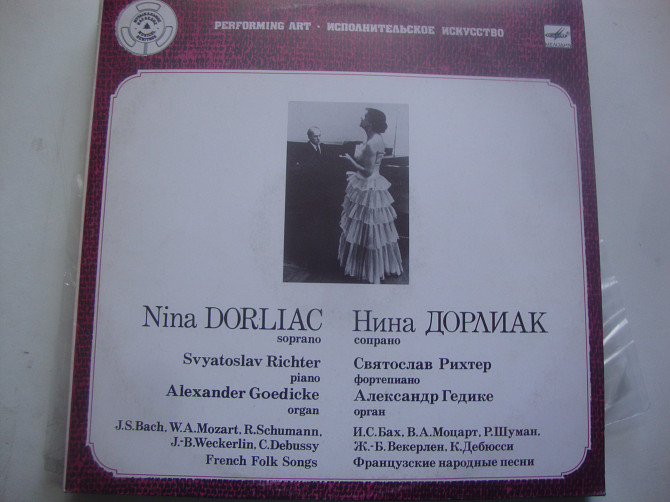 PERFORMING ART • ИСПОЛНИТЕЛЬСКОЕ ИСКУССТВО
Nina DORLIAC
soprano
Svyatoslav Richter
piano
Alexander Goedicke
organ
J.S.Bach, W.A.Mozart, R.Schumann,
J.-B.Weckerlin, C.Debussy
French Folk Songs
Нина ДОРЛИАК
сопрано
Святослав Рихтер
фортепиано
Александр Гедике
орган
И.С.Бах, В.А.Моцарт, Р.Шуман,
Ж.-Б.Векерлен, К.Дебюсси
Французские народные песни